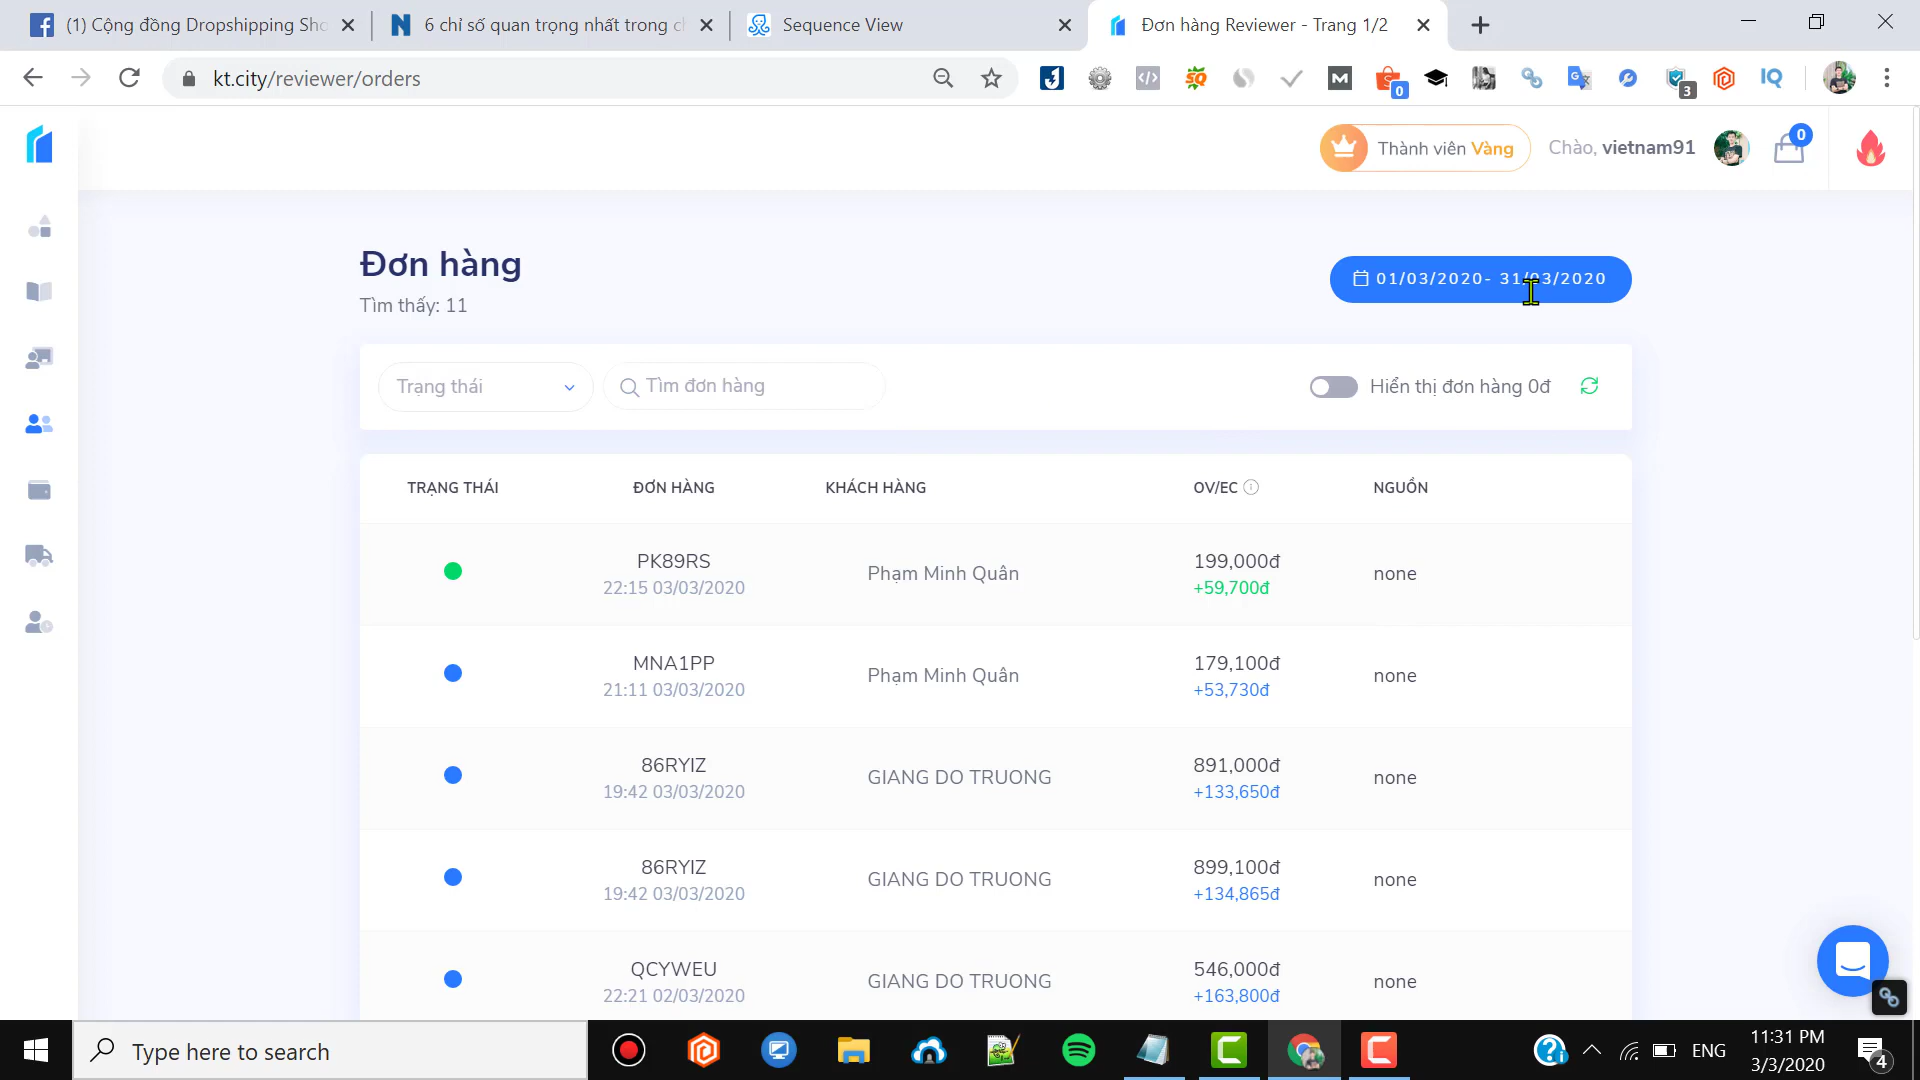 (1) Cộng đồng Dropshipping Sho
6 chỉ số quan trọng nhất trong ch
Sequence View
Đơn hàng Reviewer - Trang 1/2
kt.city/reviewer/orders
0
3
IQ
Thành viên Vàng
Chào, vietnam91
0
Đơn hàng
Tìm thấy: 11
01/03/2020- 31/03/2020
Trạng thái
Tìm đơn hàng
Hiển thị đơn hàng 0đ
TRẠNG THÁI
ĐƠN HÀNG
KHÁCH HÀNG
OV/EC
NGUỒN
PK89RS
22:15 03/03/2020
Phạm Minh Quân
199,000đ
+59,700đ
none
MNA1PP
21:11 03/03/2020
Phạm Minh Quân
179,100đ
+53,730đ
none
86RYIZ
19:42 03/03/2020
GIANG DO TRUONG
891,000đ
+133,650đ
none
86RYIZ
19:42 03/03/2020
GIANG DO TRUONG
899,100đ
+134,865đ
none
QCYWEU
22:21 02/03/2020
GIANG DO TRUONG
546,000đ
+163,800đ
none
Type here to search
ENG
11:31 PM
3/3/2020
4